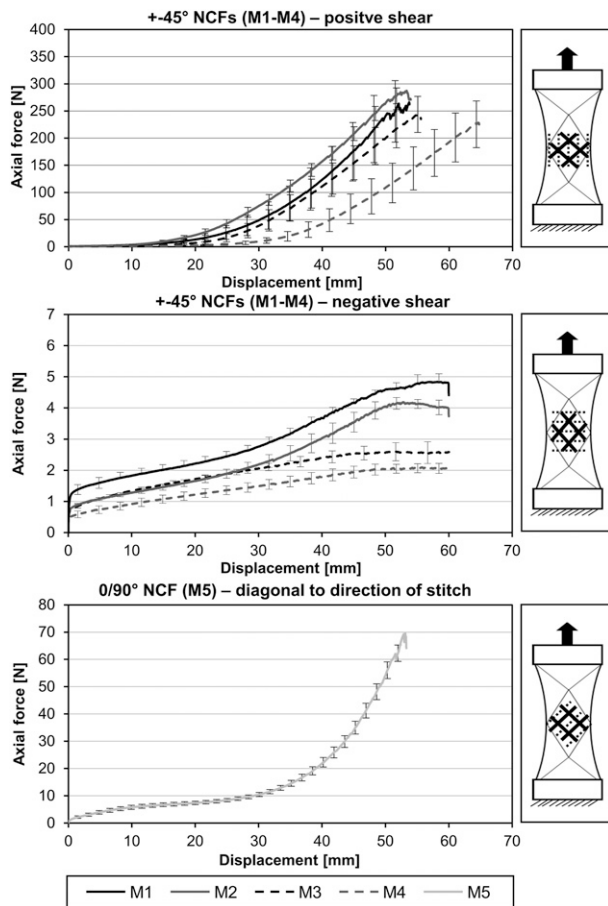 +-45° NCFs (M1-M4) – positve shear
Axial force [N]
400
350
300
250
200
150
100
50
0
0 10 20 30 40 50 60 70
Displacement [mm]
+-45° NCFs (M1-M4) – negative shear
Axial force [N]
7
6
5
4
3
2
1
0
0 10 20 30 40 50 60 70
Displacement [mm]
0/90° NCF (M5) – diagonal to direction of stitch
Axial force [N]
80
70
60
50
40
30
20
10
0
0 10 20 30 40 50 60 70
Displacement [mm]
M1 M2 M3 M4 M5